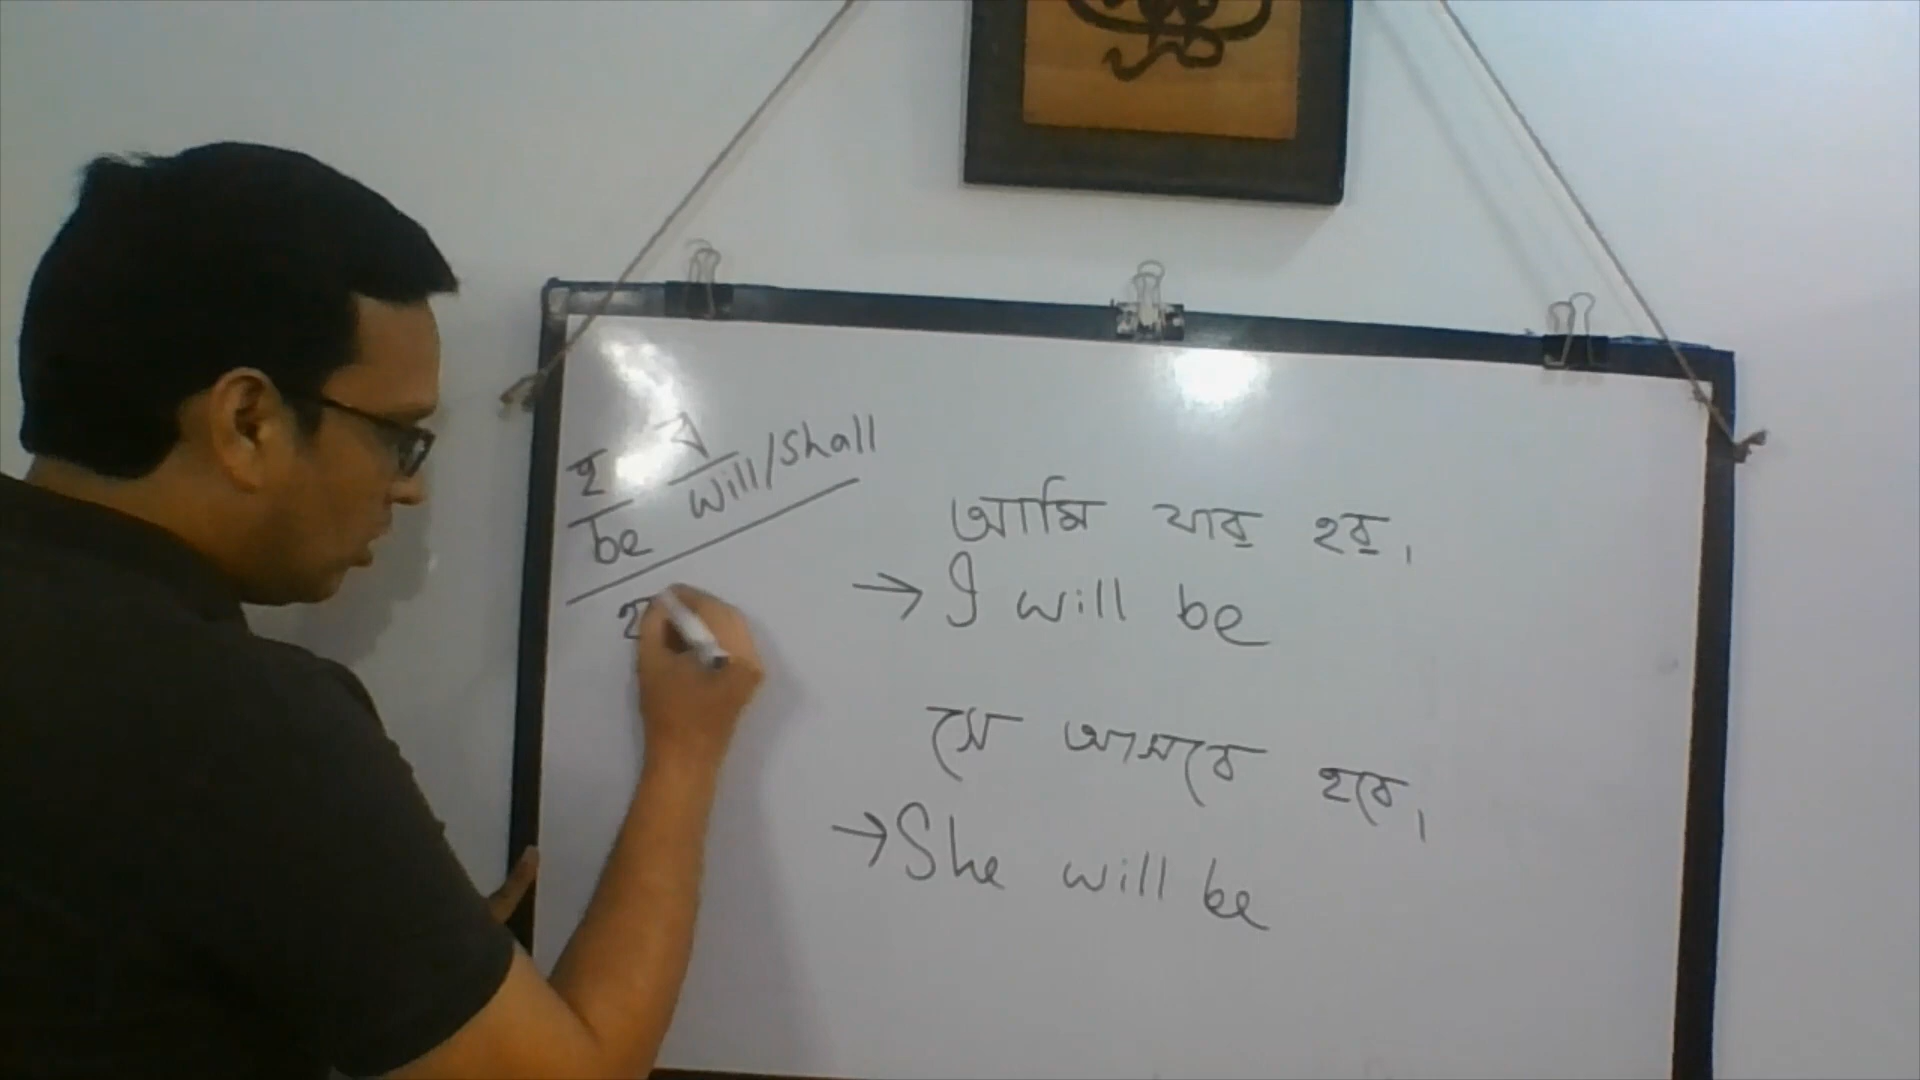 হ ব
be will/shall
হ
আমি যাব হব।
→ I will be
সে আসবে হবে।
→ She will be